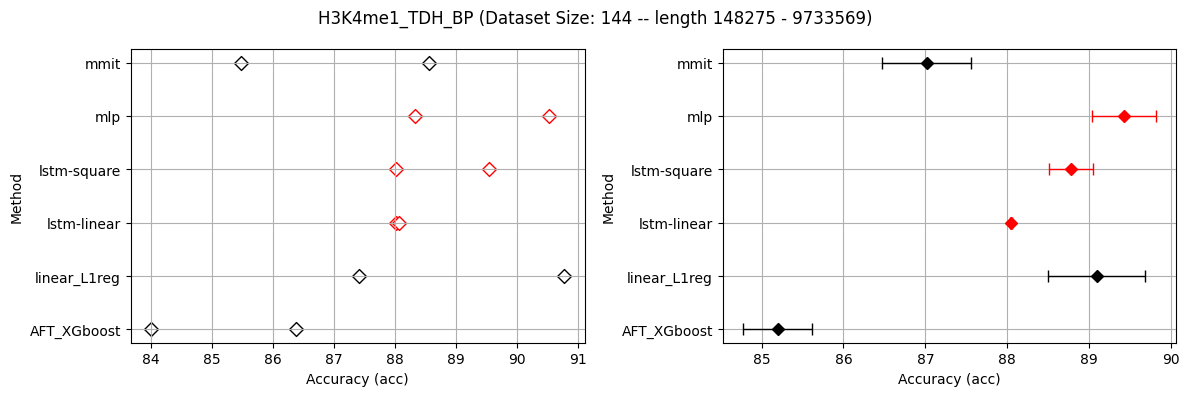 H3K4me1_TDH_BP (Dataset Size: 144 -- length 148275 - 9733569)
Method
mmit
mlp
lstm-square
lstm-linear
linear_L1reg
AFT_XGboost
84 85 86 87 88 89 90 91
Accuracy (acc)
Method
mmit
mlp
lstm-square
lstm-linear
linear_L1reg
AFT_XGboost
85 86 87 88 89 90
Accuracy (acc)